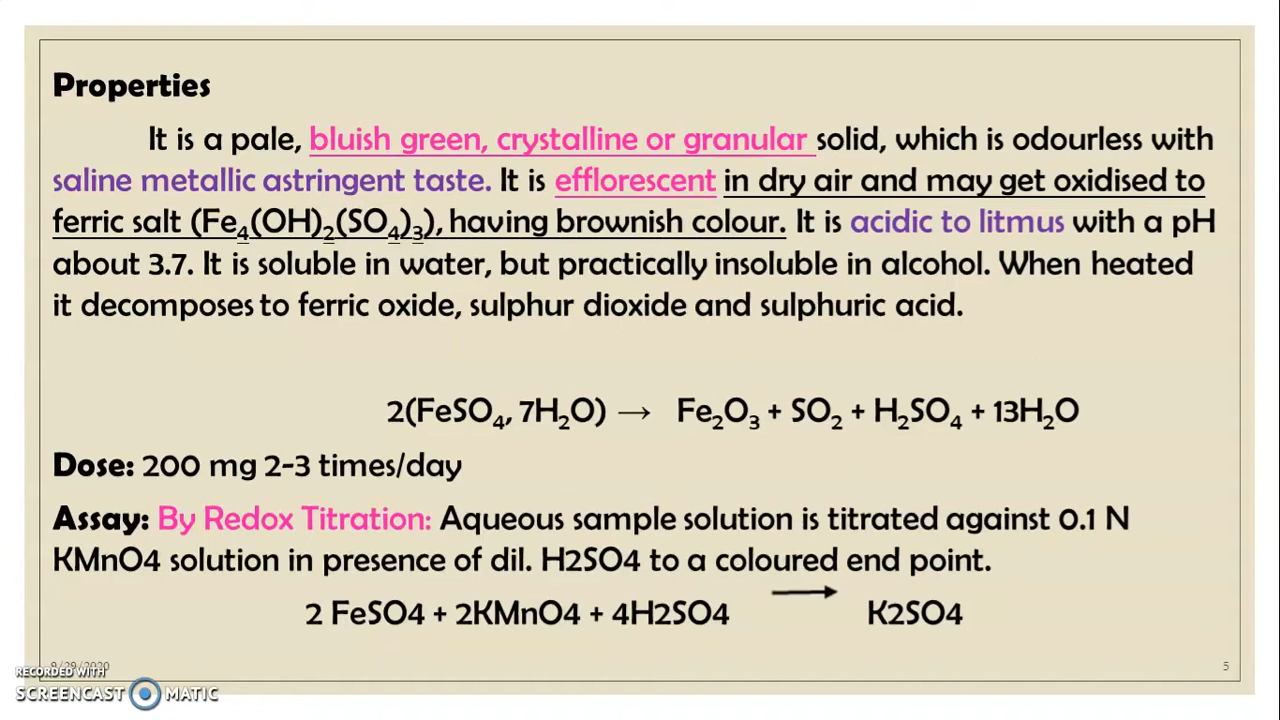 Properties
It is a pale, bluish green, crystalline or granular solid, which is odourless with
saline metallic astringent taste. It is efflorescent in dry air and may get oxidised to
ferric salt (Fe₄(OH)₂(SO₄)₃), having brownish colour. It is acidic to litmus with a pH
about 3.7. It is soluble in water, but practically insoluble in alcohol. When heated
it decomposes to ferric oxide, sulphur dioxide and sulphuric acid.
2(FeSO₄, 7H₂O) → Fe₂O₃ + SO₂ + H₂SO₄ + 13H₂O
Dose: 200 mg 2-3 times/day
Assay: By Redox Titration: Aqueous sample solution is titrated against 0.1 N
KMnO4 solution in presence of dil. H2SO4 to a coloured end point.
2 FeSO4 + 2KMnO4 + 4H2SO4 → K2SO4
9/29/2020 5
RECORDED WITH
SCREENCAST MATIC